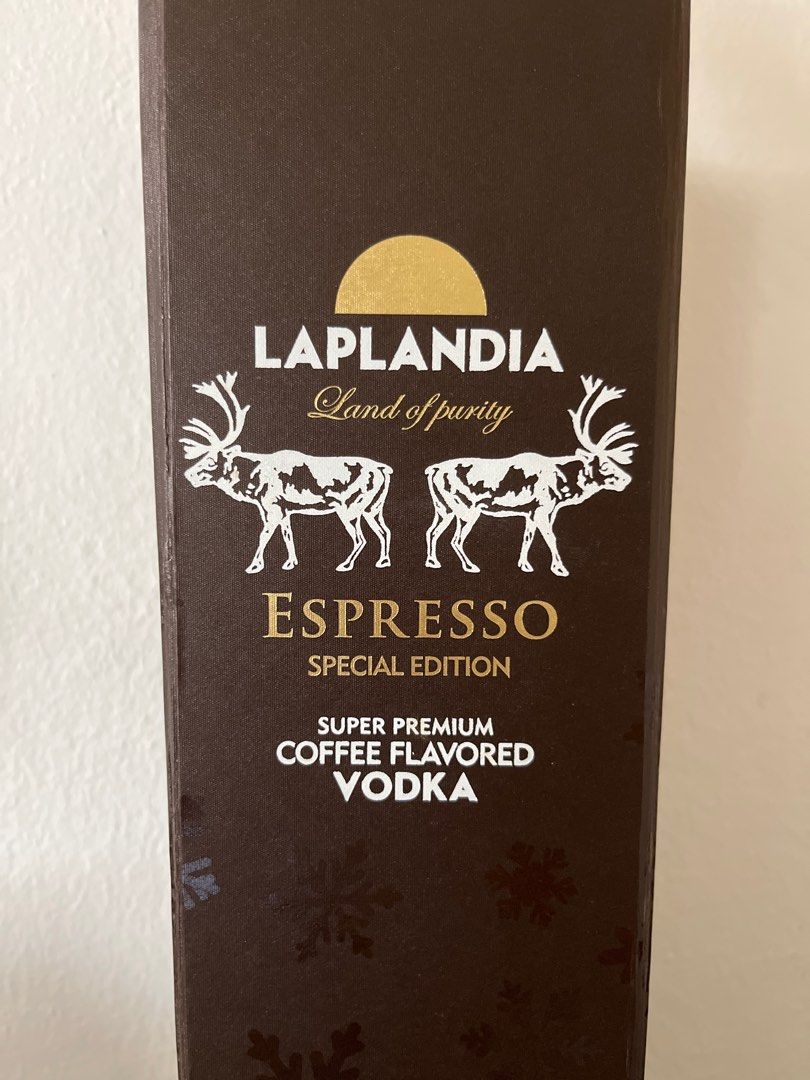 LAPLANDIA
Land of purity
ESPRESSO
SPECIAL EDITION
SUPER PREMIUM
COFFEE FLAVORED
VODKA